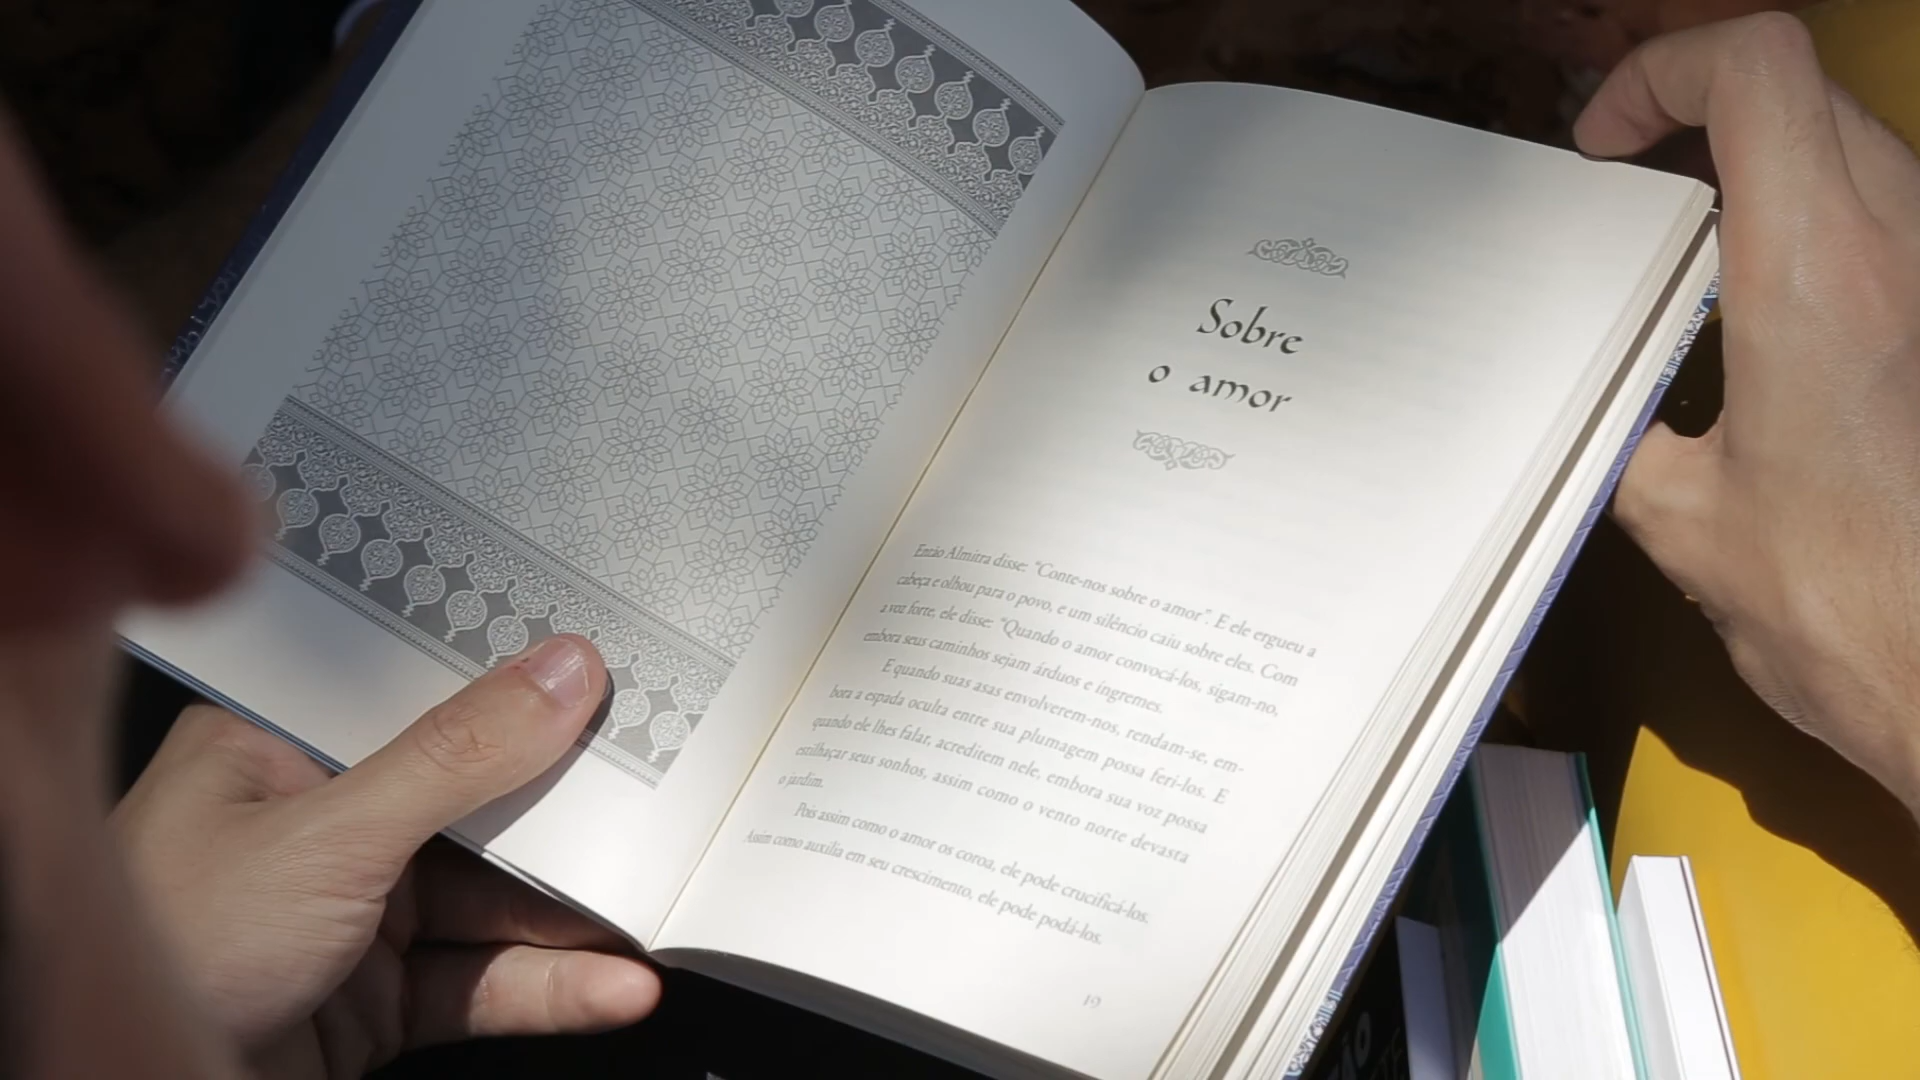 Sobre
o amor
Então Almitra disse: “Conte-nos sobre o amor”. E ele ergueu a
cabeça e olhou para o povo, e um silêncio caiu sobre eles. Com
a voz forte, ele disse: “Quando o amor convocá-los, sigam-no,
embora seus caminhos sejam árduos e íngremes.
E quando suas asas envolverem-nos, rendam-se, em-
bora a espada oculta entre sua plumagem possa feri-los. E
quando ele lhes falar, acreditem nele, embora sua voz possa
estilhaçar seus sonhos, assim como o vento norte devasta
o jardim.
Pois assim como o amor os coroa, ele pode crucificá-los.
Assim como auxilia em seu crescimento, ele pode podá-los.
19